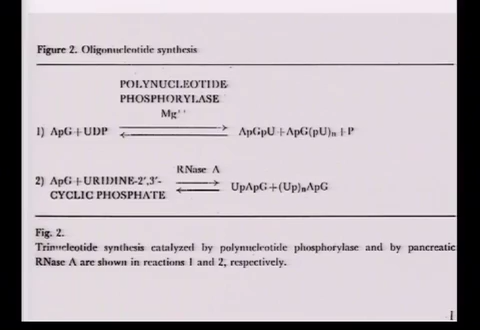 Figure 2. Oligonucleotide synthesis
POLYNUCLEOTIDE
PHOSPHORYLASE
Mg++
1) ApG+UDP ApGpU+ApG(pU)n+P
RNase A
2) ApG+URIDINE-2',3'- UpApG+(Up)nApG
CYCLIC PHOSPHATE
Fig. 2.
Trinucleotide synthesis catalyzed by polynucleotide phosphorylase and by pancreatic
RNase A are shown in reactions 1 and 2, respectively.
1